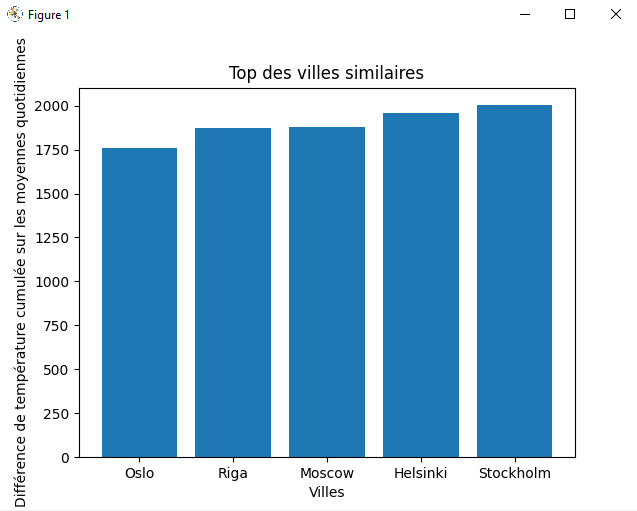 Figure 1
Top des villes similaires
Différence de température cumulée sur les moyennes quotidiennes
2000
1750
1500
1250
1000
750
500
250
0
Oslo Riga Moscow Helsinki Stockholm
Villes